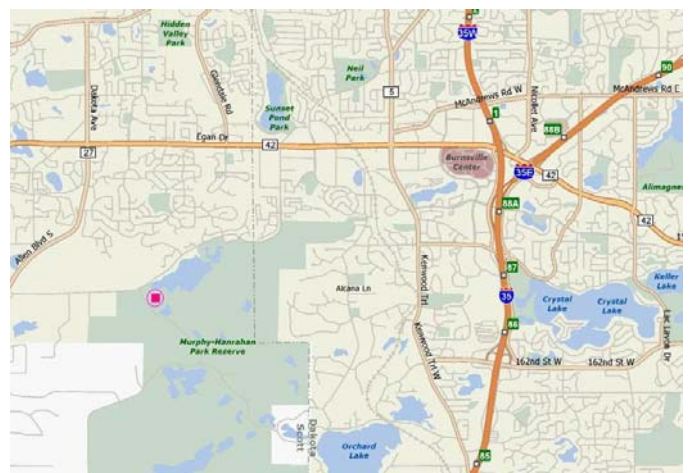 Hidden
Valley
Park
Glendale Rd
Dakota Ave
Neil
Park
Sunset
Pond
Park
5
35W
90
McAndrews Rd W
McAndrews Rd E
Nicollet Ave
1
88B
Egan Dr
42
27
Burnsville
Center
35E
42
Alimagnet
42
88A
Allen Blvd S
Kenwood Trl
87
Keller
Lake
Alcana Ln
35
Crystal
Lake
Crystal
Lake
Lac Lavon Dr
Murphy-Hanrahan
Park Reserve
Kenwood Trl W
86
162nd St W
162nd St W
Dakota
Scott
Orchard
Lake
85